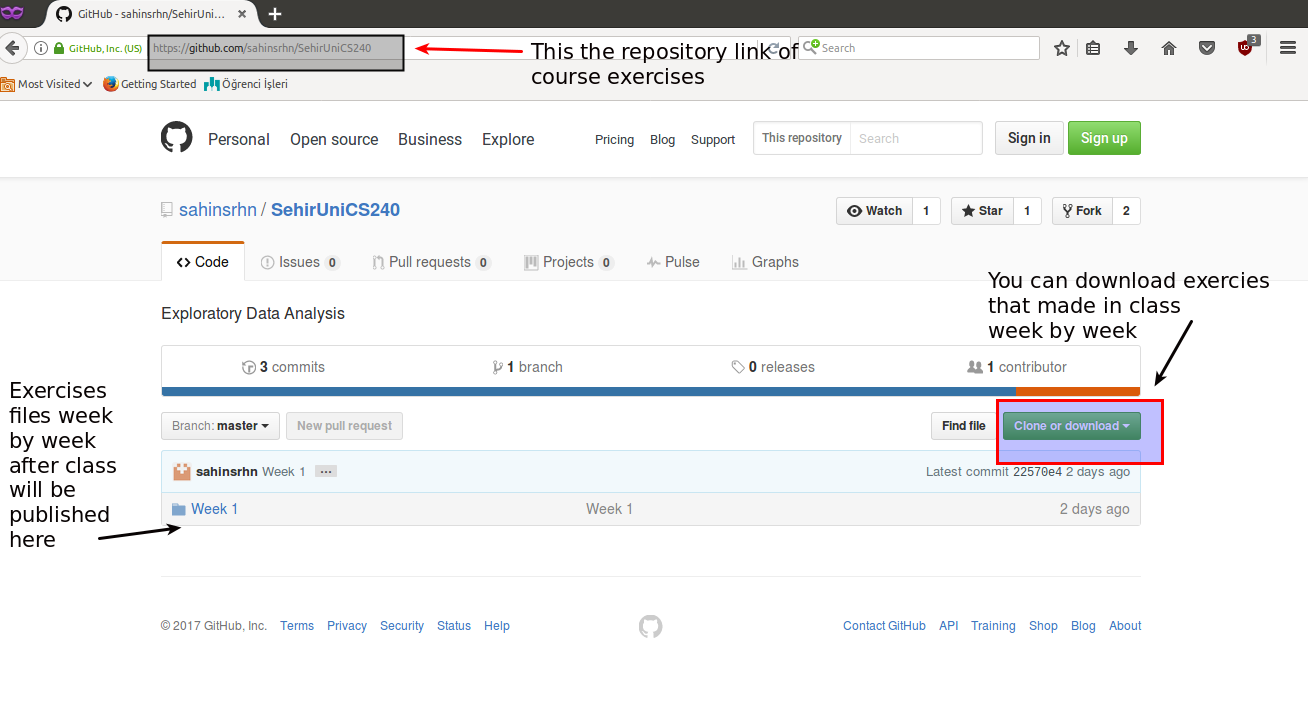 GitHub - sahinsrhn/SehirUni...
GitHub, Inc. (US) https://github.com/sahinsrhn/SehirUniCS240
Search
3
This the repository link of
course exercises
Most Visited Getting Started Öğrenci İşleri
Personal Open source Business Explore Pricing Blog Support This repository Search Sign in Sign up
sahinsrhn / SehirUniCS240
Watch 1 Star 1 Fork 2
Code Issues 0 Pull requests 0 Projects 0 Pulse Graphs
You can download exercies
that made in class
week by week
Exploratory Data Analysis
3 commits 1 branch 0 releases 1 contributor
Exercises
files week
by week
after class
will be
published
here
Branch: master New pull request Find file Clone or download
sahinsrhn Week 1 ... Latest commit 22570e4 2 days ago
Week 1 Week 1 2 days ago
© 2017 GitHub, Inc. Terms Privacy Security Status Help Contact GitHub API Training Shop Blog About